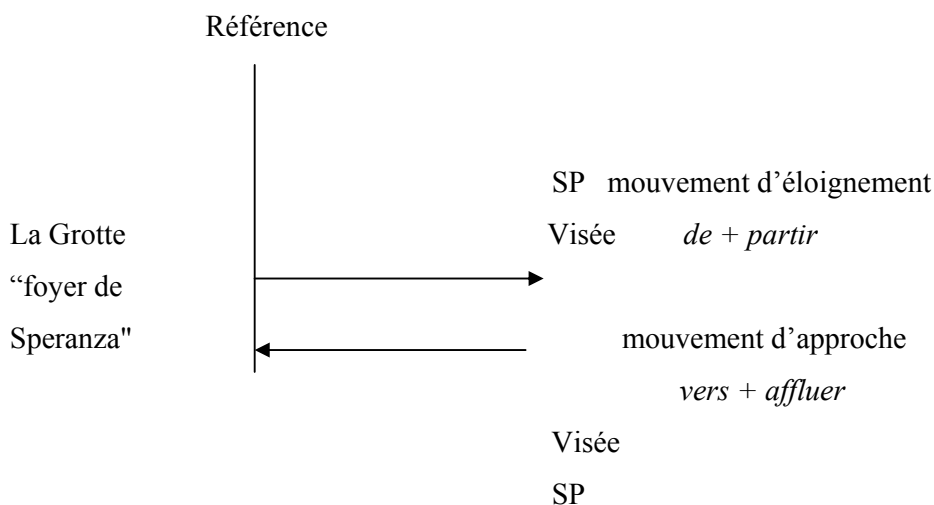 Référence
SP mouvement d’éloignement
La Grotte
Visée de + partir
“foyer de
Speranza"
mouvement d’approche
vers + affluer
Visée
SP